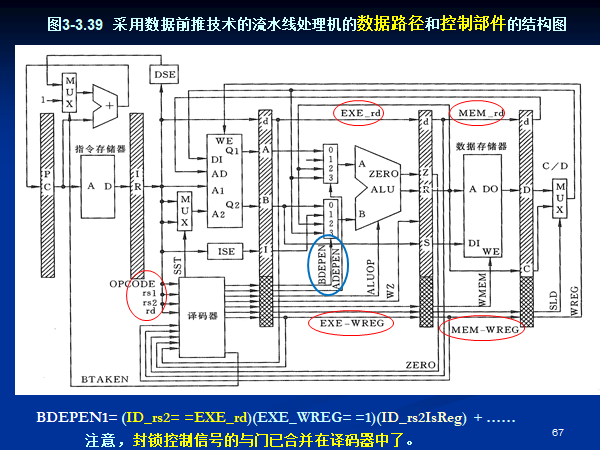 图3-3.39 采用数据前推技术的流水线处理机的数据路径和控制部件的结构图
DSE
MUX
1
+
EXE_rd
MEM_rd
指令存储器
WE
d
d
d
PC
A D
IR
DI
AD
A1
A2
Q1
Q2
A
B
I
0
1
2
3
A
B
ZERO
ALU
Z
R
S
数据存储器
A DO
DI
WE
D
C
C/D
MUX
MUX
0
1
2
3
ISE
SST
OPCODE
rs1
rs2
rd
译码器
BDEPEN
ADEPEN
ALUOP
WZ
WMEM
SLD
WREG
EXE-WREG
MEM-WREG
BTAKEN
ZERO
BDEPEN1= (ID_rs2= =EXE_rd)(EXE_WREG= =1)(ID_rs2IsReg) + ……
注意，封锁控制信号的与门已合并在译码器中了。
67